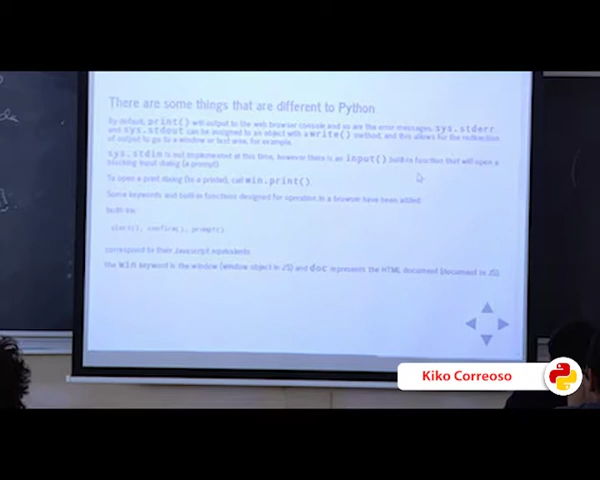 There are some things that are different to Python
By default, print() will output to the web browser console and so are the error messages. sys.stderr
and sys.stdout can be assigned to an object with a write() method, and this allows for the redirection
of output to go to a window or text area, for example.
sys.stdin is not implemented at this time, however there is an input() built-in function that will open a
blocking input dialog (a prompt).
To open a print dialog (to a printer), call win.print().
Some keywords and built-in functions designed for operation in a browser have been added:
built-ins:
alert(), confirm(), prompt()
correspond to their Javascript equivalents
the win keyword is the window (window object in JS) and doc represents the HTML document (document in JS).
Kiko Correoso